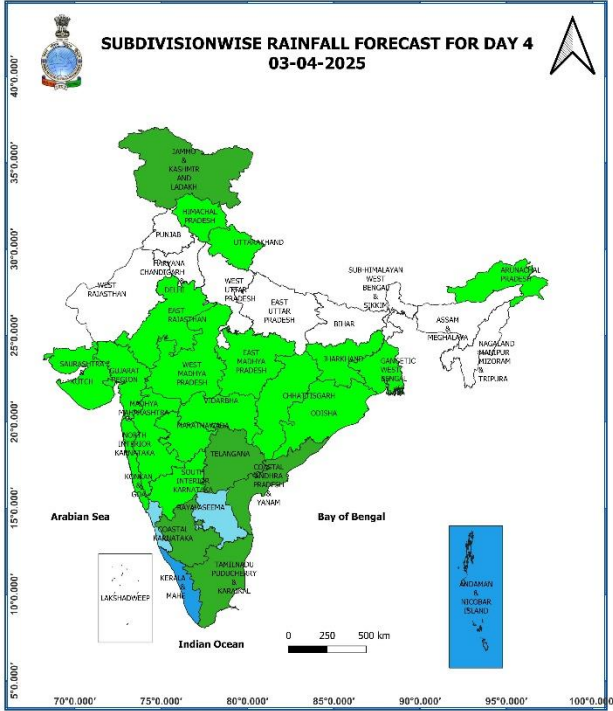 SUBDIVISIONWISE RAINFALL FORECAST FOR DAY 4
03-04-2025
40°0.000'
35°0.000'
30°0.000'
25°0.000'
20°0.000'
15°0.000'
10°0.000'
5°0.000'
JAMMU
&
KASHMIR
AND
LADAKH
HIMACHAL
PRADESH
PUNJAB
UTTARAKHAND
HARYANA
CHANDIGARH
DELHI
WEST
RAJASTHAN
WEST
UTTAR
PRADESH
EAST
UTTAR
PRADESH
SUB-HIMALAYAN
WEST
BENGAL
&
SIKKIM
ARUNACHAL
PRADESH
EAST
RAJASTHAN
BIHAR
ASSAM
&
MEGHALAYA
NAGALAND
MANIPUR
MIZORAM
&
TRIPURA
SAURASHTRA
&
KUTCH
GUJARAT
REGION
WEST
MADHYA
PRADESH
EAST
MADHYA
PRADESH
JHARKHAND
GANGETIC
WEST
BENGAL
CHHATTISGARH
ODISHA
VIDARBHA
MADHYA
MAHARASHTRA
MARATHAWADA
NORTH
INTERIOR
KARNATAKA
TELANGANA
KONKAN
&
GOA
SOUTH
INTERIOR
KARNATAKA
COASTAL
ANDHRA
PRADESH
&
YANAM
RAYALASEEMA
Arabian Sea
Bay of Bengal
COASTAL
KARNATAKA
KERALA
&
MAHE
TAMILNADU
PUDUCHERRY
&
KARAIKAL
LAKSHADWEEP
ANDAMAN
&
NICOBAR
ISLAND
Indian Ocean
0 250 500 km
70°0.000' 75°0.000' 80°0.000' 85°0.000' 90°0.000' 95°0.000' 100°0.000'